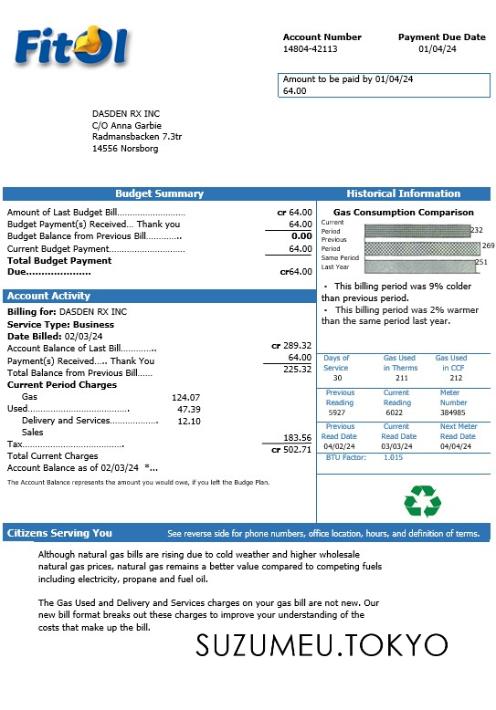 FitOl
Account Number Payment Due Date
14804-42113 01/04/24
Amount to be paid by 01/04/24
64.00
DASDEN RX INC
C/O Anna Garbie
Radmansbacken 7.3tr
14556 Norsborg
Budget Summary
Amount of Last Budget Bill........................... cr 64.00
Budget Payment(s) Received... Thank you 64.00
Budget Balance from Previous Bill.............. 0.00
Current Budget Payment......................... 64.00
Total Budget Payment
Due...................... cr64.00
Historical Information
Gas Consumption Comparison
Current
Period 232
Previous
Period 269
Same Period
Last Year 251
· This billing period was 9% colder
than previous period.
· This billing period was 2% warmer
than the same period last year.
Account Activity
Billing for: DASDEN RX INC
Service Type: Business
Date Billed: 02/03/24
Account Balance of Last Bill.............. cr 289.32
Payment(s) Received..... Thank You 64.00
Total Balance from Previous Bill...... 225.32
Current Period Charges
Gas 124.07
Used........................................ 47.39
Delivery and Services................... 12.10
Sales
Tax........................................ 183.56
Total Current Charges cr 502.71
Account Balance as of 02/03/24 *...
The Account Balance represents the amount you would owe, if you left the Budge Plan.
Days of Gas Used Gas Used
Service in Therms in CCF
30 211 212
Previous Current Meter
Reading Reading Number
5927 6022 384985
Previous Current Next Meter
Read Date Read Date Read Date
04/02/24 03/03/24 04/04/24
BTU Factor: 1.015
Citizens Serving You See reverse side for phone numbers, office location, hours, and definition of terms.
Although natural gas bills are rising due to cold weather and higher wholesale
natural gas prices, natural gas remains a better value compared to competing fuels
including electricity, propane and fuel oil.
The Gas Used and Delivery and Services charges on your gas bill are not new. Our
new bill format breaks out these charges to improve your understanding of the
costs that make up the bill.
SUZUMEU.TOKYO